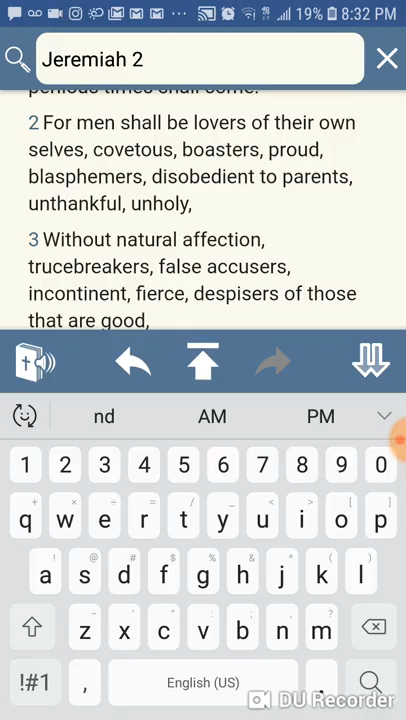 19% 8:32 PM
Jeremiah 2
perilous times shall come.
2 For men shall be lovers of their own
selves, covetous, boasters, proud,
blasphemers, disobedient to parents,
unthankful, unholy,
3 Without natural affection,
trucebreakers, false accusers,
incontinent, fierce, despisers of those
that are good,
nd AM PM
1 2 3 4 5 6 7 8 9 0
q w e r t y u i o p
a s d f g h j k l
z x c v b n m
!#1 , English (US) .
DU Recorder